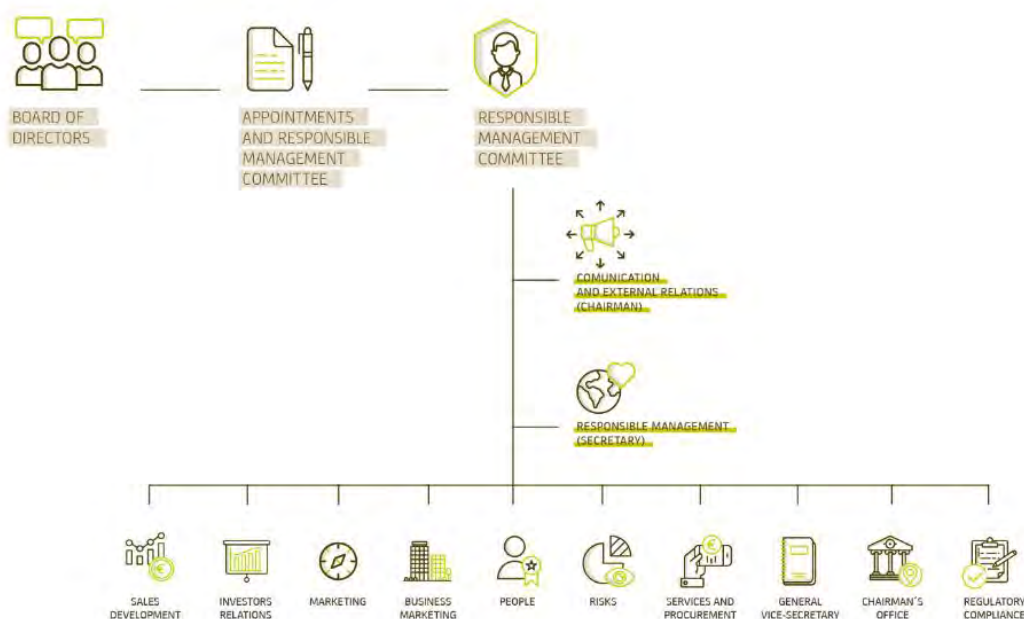 BOARD OF
DIRECTORS
APPOINTMENTS
AND RESPONSIBLE
MANAGEMENT
COMMITTEE
RESPONSIBLE
MANAGEMENT
COMMITTEE
COMUNICATION
AND EXTERNAL RELATIONS
(CHAIRMAN)
RESPONSIBLE MANAGEMENT
(SECRETARY)
SALES
DEVELOPMENT
INVESTORS
RELATIONS
MARKETING
BUSINESS
MARKETING
PEOPLE
RISKS
SERVICES AND
PROCUREMENT
GENERAL
VICE-SECRETARY
CHAIRMAN´S
OFFICE
REGULATORY
COMPLIANCE